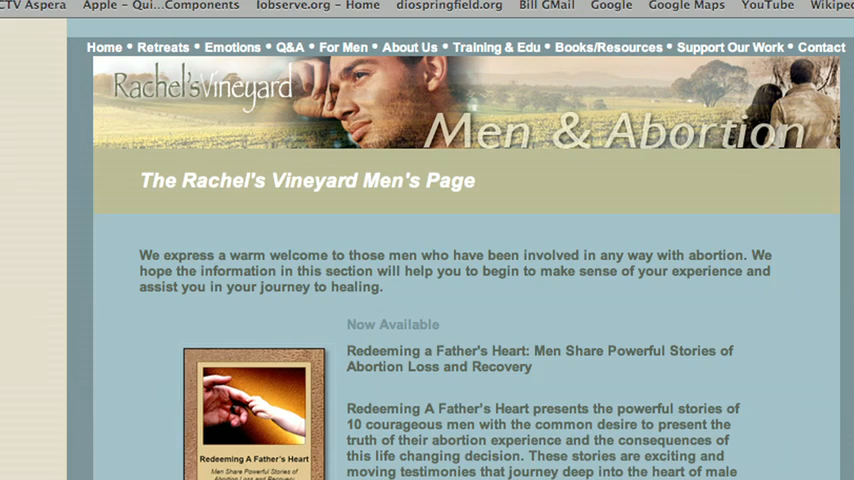 CTV Aspera Apple - Qui...Components Iobserve.org - Home diospringfield.org Bill GMail Google Google Maps YouTube Wikiped
Home • Retreats • Emotions • Q&A • For Men • About Us • Training & Edu • Books/Resources • Support Our Work • Contact
Rachel'sVineyard
Men & Abortion
The Rachel's Vineyard Men's Page
We express a warm welcome to those men who have been involved in any way with abortion. We
hope the information in this section will help you to begin to make sense of your experience and
assist you in your journey to healing.
Now Available
Redeeming a Father's Heart: Men Share Powerful Stories of
Abortion Loss and Recovery
Redeeming A Father's Heart presents the powerful stories of
10 courageous men with the common desire to present the
truth of their abortion experience and the consequences of
this life changing decision. These stories are exciting and
moving testimonies that journey deep into the heart of male
Redeeming A Father's Heart
Men Share Powerful Stories of
Abortion Loss and Recovery